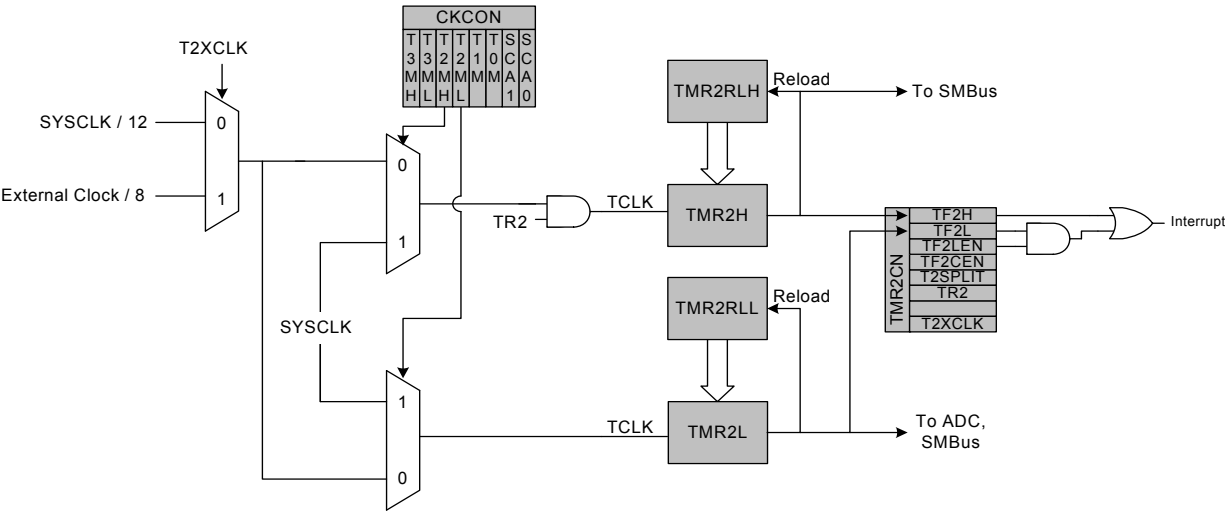 CKCON
T3MH
T3ML
T2MH
T2ML
T1M
T0M
SCA1
SCA0
T2XCLK
SYSCLK / 12
0
External Clock / 8
1
0
1
TR2
TCLK
SYSCLK
1
0
TCLK
TMR2RLH
Reload
To SMBus
TMR2H
TMR2RLL
Reload
TMR2L
To ADC,
SMBus
TMR2CN
TF2H
TF2L
TF2LEN
TF2CEN
T2SPLIT
TR2
T2XCLK
Interrupt